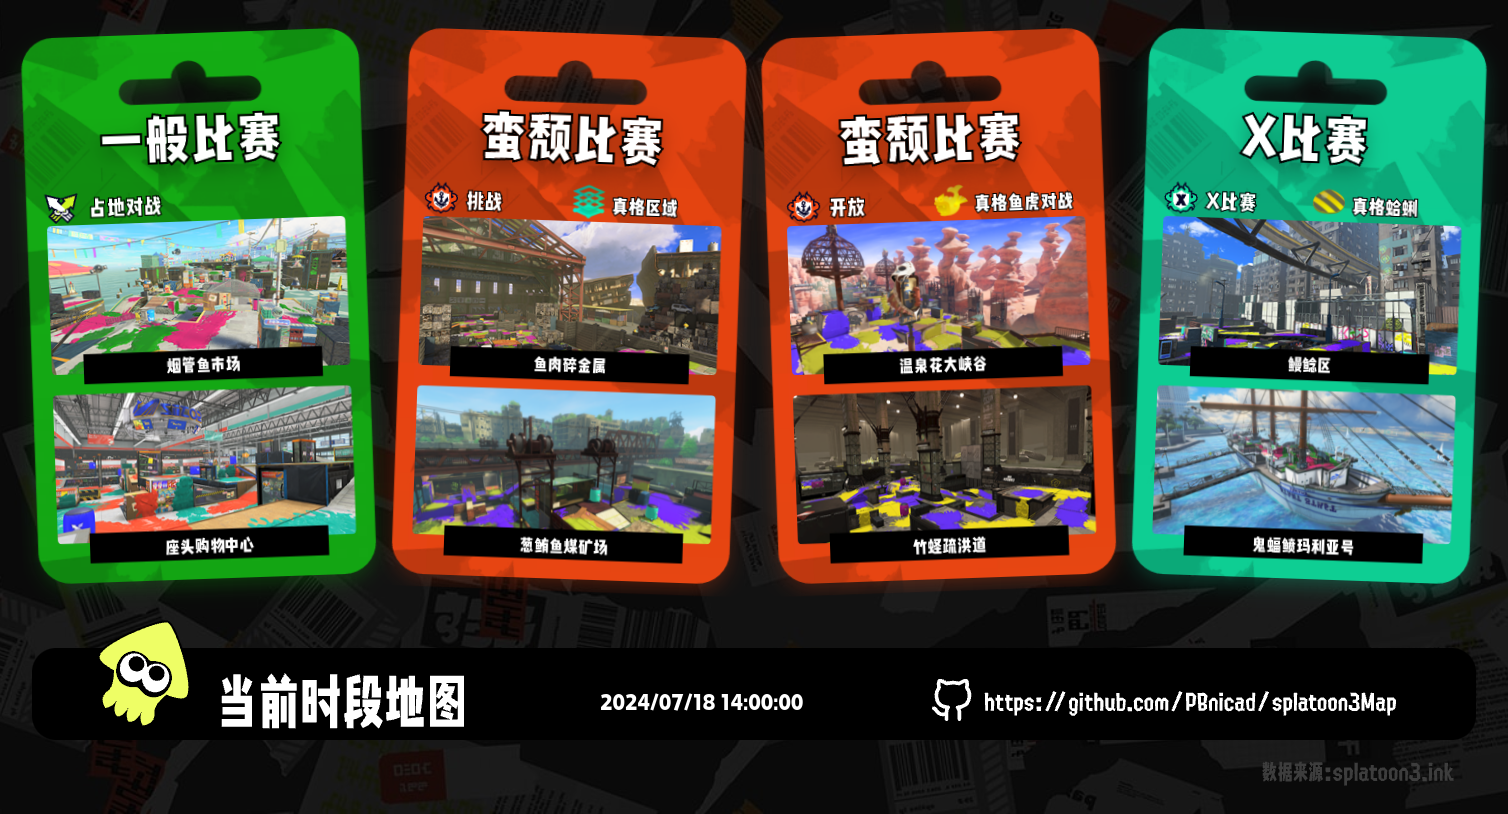 一般比赛
占地对战
烟管鱼市场
座头购物中心
蛮颓比赛
挑战
真格区域
鱼肉碎金属
葱鲔鱼煤矿场
蛮颓比赛
开放
真格鱼虎对战
温泉花大峡谷
竹蛏疏洪道
X比赛
X比赛
真格蛤蜊
鳗鲶区
鬼蝠鲼玛利亚号
当前时段地图
2024/07/18 14:00:00
https://github.com/PBnicad/splatoon3Map
数据来源:splatoon3.ink